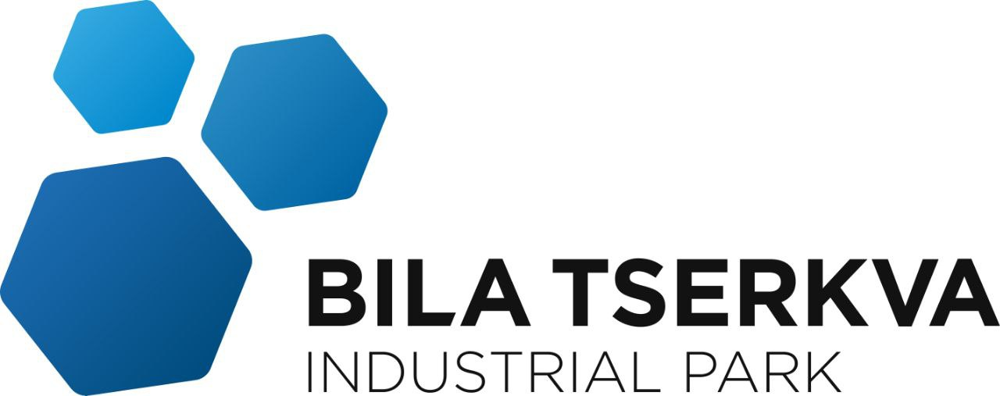 BILA TSERKVA
INDUSTRIAL PARK